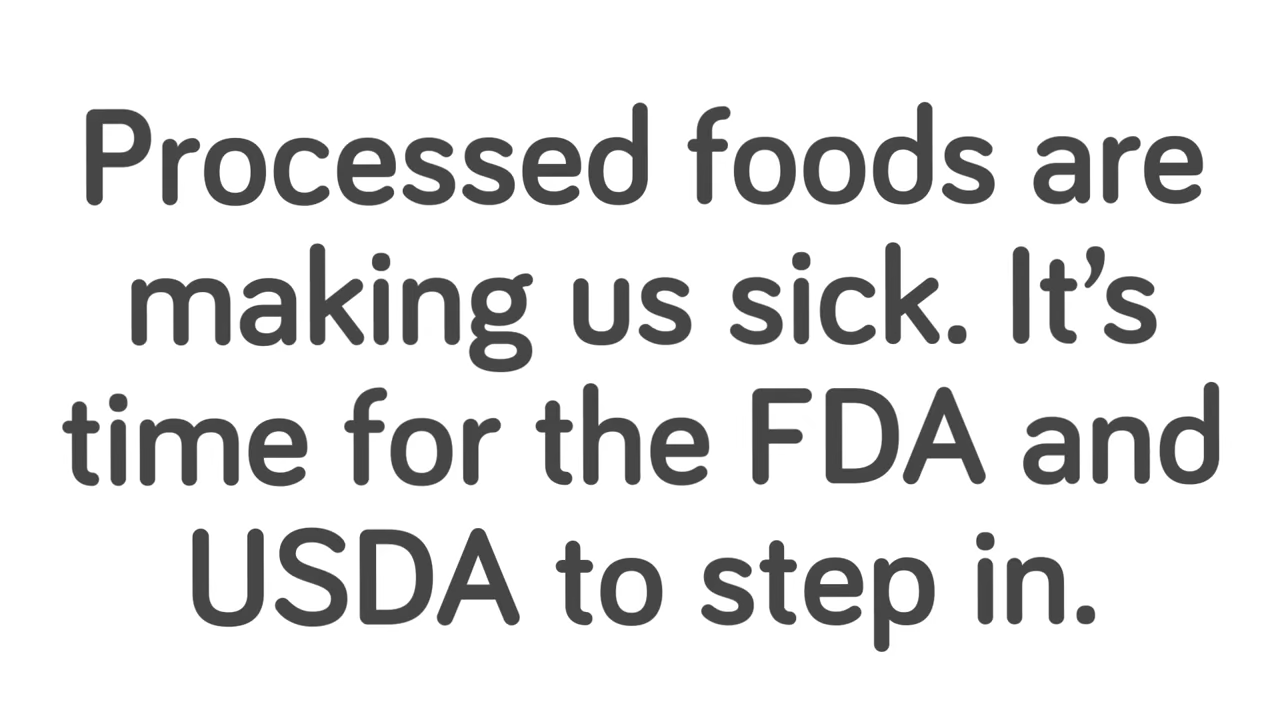 Processed foods are
making us sick. It’s
time for the FDA and
USDA to step in.